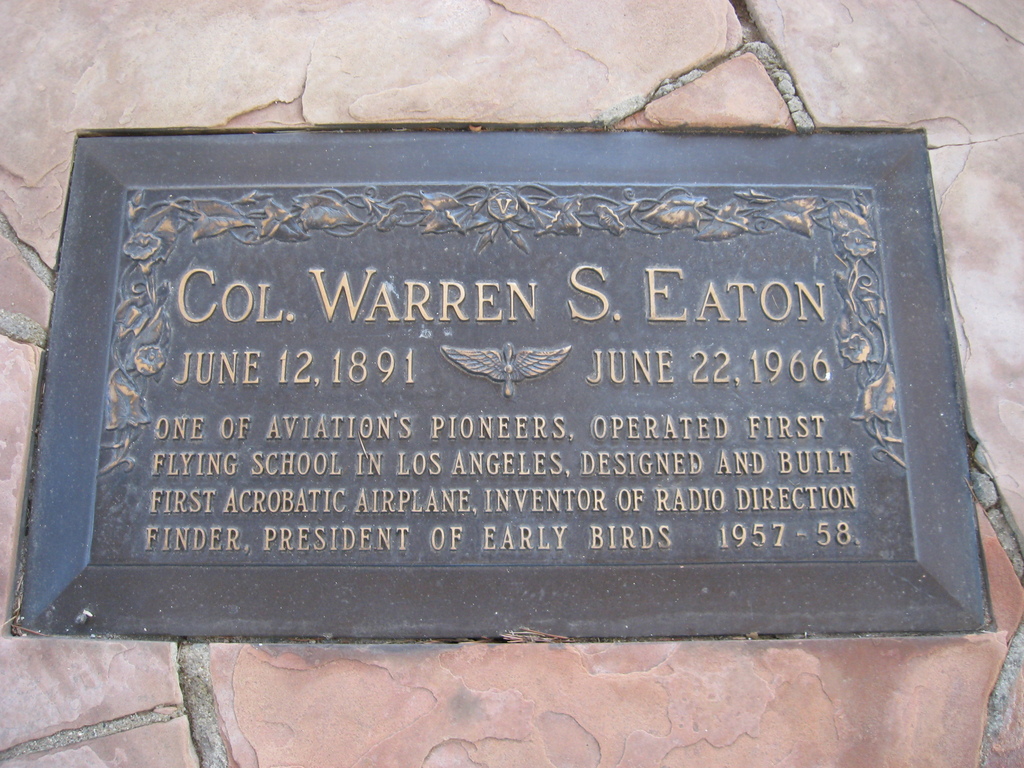 V
COL. WARREN S. EATON
JUNE 12, 1891 JUNE 22, 1966
ONE OF AVIATION'S PIONEERS, OPERATED FIRST
FLYING SCHOOL IN LOS ANGELES, DESIGNED AND BUILT
FIRST ACROBATIC AIRPLANE, INVENTOR OF RADIO DIRECTION
FINDER, PRESIDENT OF EARLY BIRDS 1957-58.